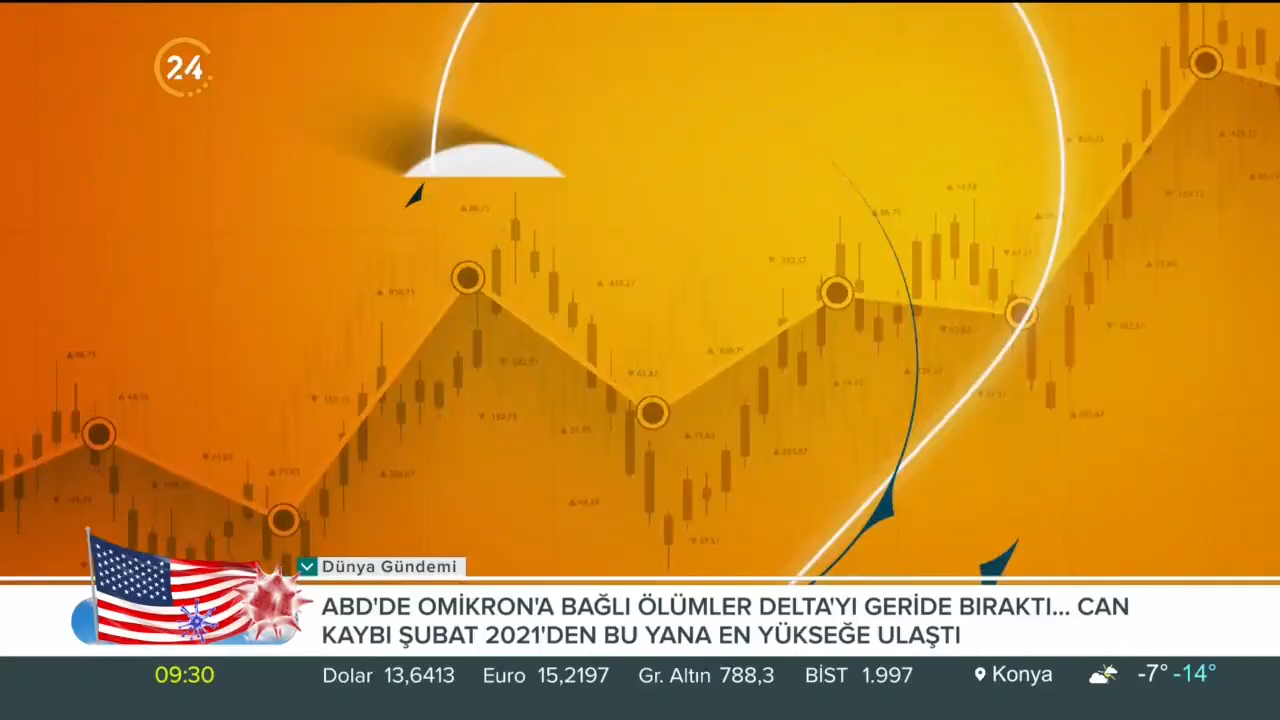 24
Dünya Gündemi
ABD'DE OMİKRON'A BAĞLI ÖLÜMLER DELTA'YI GERİDE BIRAKTI... CAN
KAYBI ŞUBAT 2021'DEN BU YANA EN YÜKSEĞE ULAŞTI
09:30 Dolar 13,6413 Euro 15,2197 Gr. Altın 788,3 BİST 1.997 Konya -7° -14°